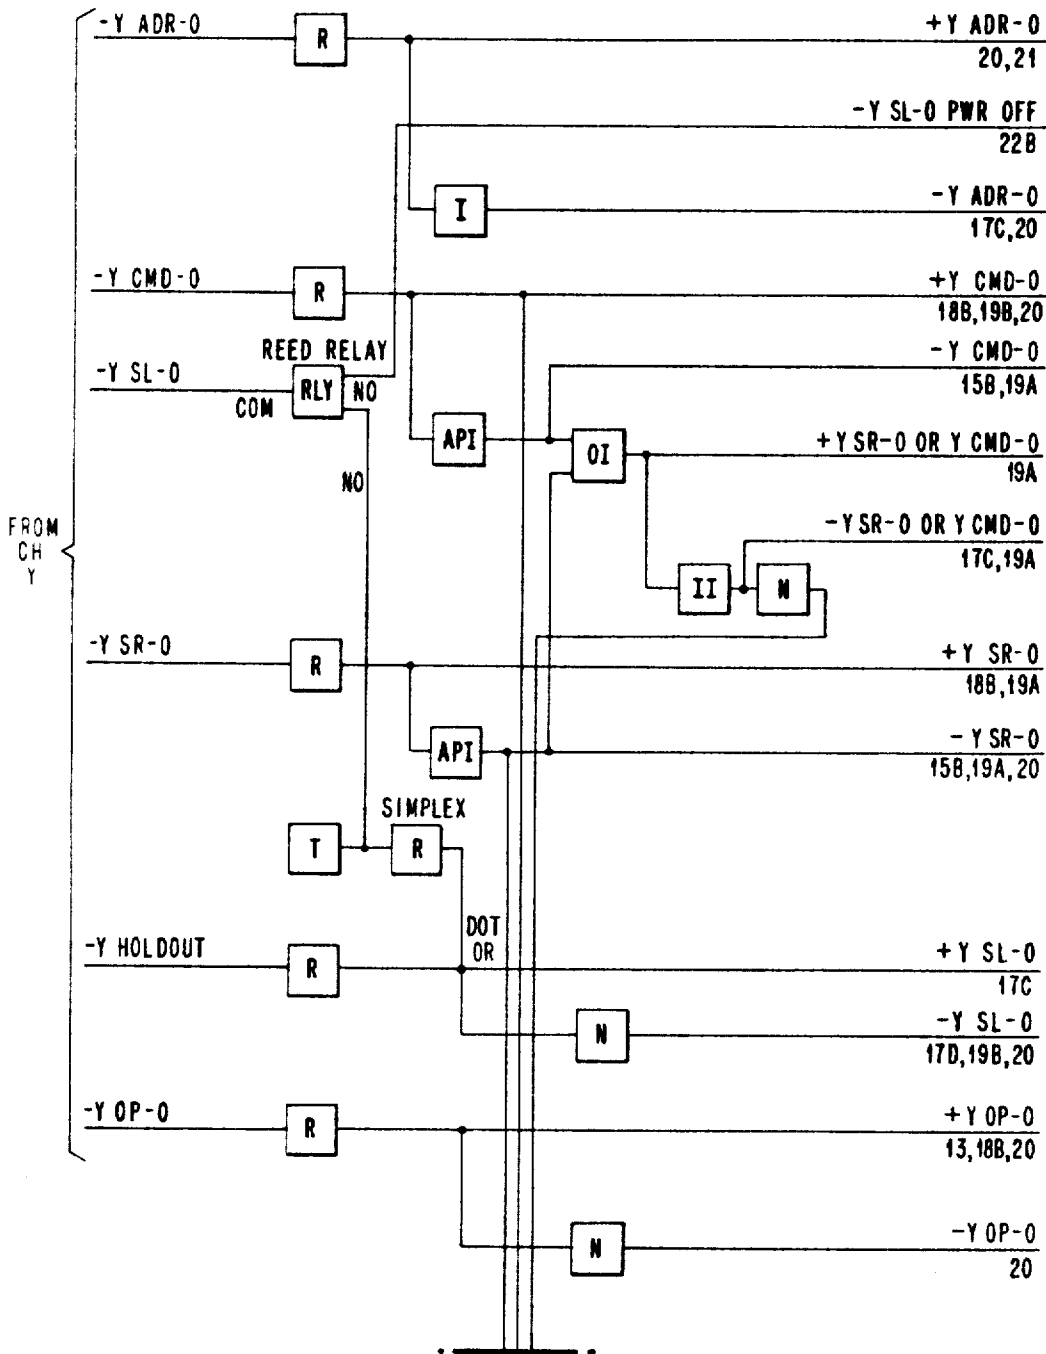 -Y ADR-0
R
+Y ADR-0
20,21
-Y SL-0 PWR OFF
22B
I
-Y ADR-0
17C,20
-Y CMD-0
R
+Y CMD-0
18B,19B,20
REED RELAY
-Y SL-0
COM
RLY
NO
-Y CMD-0
15B,19A
API
OI
+Y SR-0 OR Y CMD-0
19A
NO
FROM
CH
Y
-Y SR-0 OR Y CMD-0
17C,19A
II
N
-Y SR-0
R
+Y SR-0
18B,19A
API
-Y SR-0
15B,19A,20
SIMPLEX
T
R
DOT
OR
-Y HOLDOUT
R
+Y SL-0
17C
N
-Y SL-0
17D,19B,20
-Y OP-0
R
+Y OP-0
13,18B,20
N
-Y OP-0
20